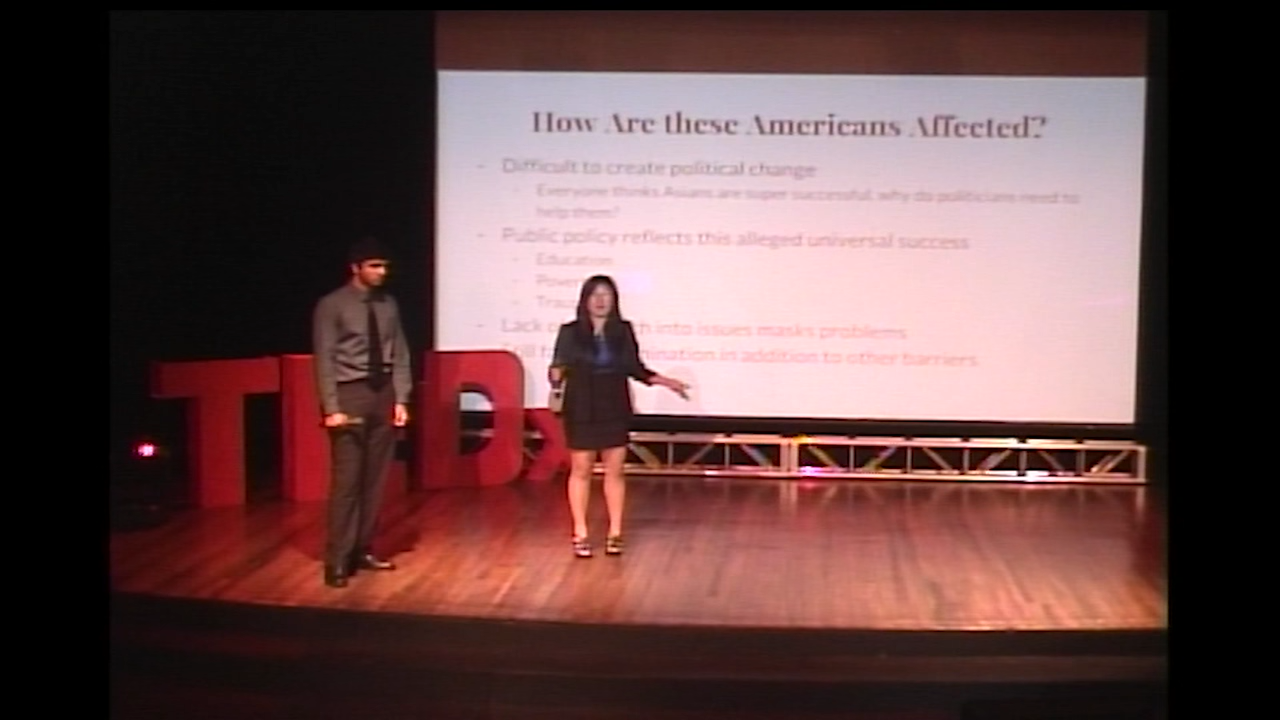 How Are these Americans Affected?
- Difficult to create political change
- Everyone thinks Asians are super successful, why do politicians need to
help them?
- Public policy reflects this alleged universal success
- Education
-
-
- Lack into issues masks problems
in addition to other barriers
TEDx